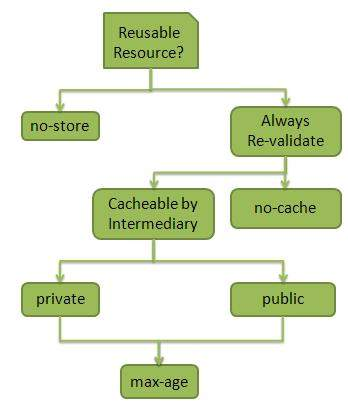 Reusable
Resource?
no-store
Always
Re-validate
Cacheable by
Intermediary
no-cache
private
public
max-age